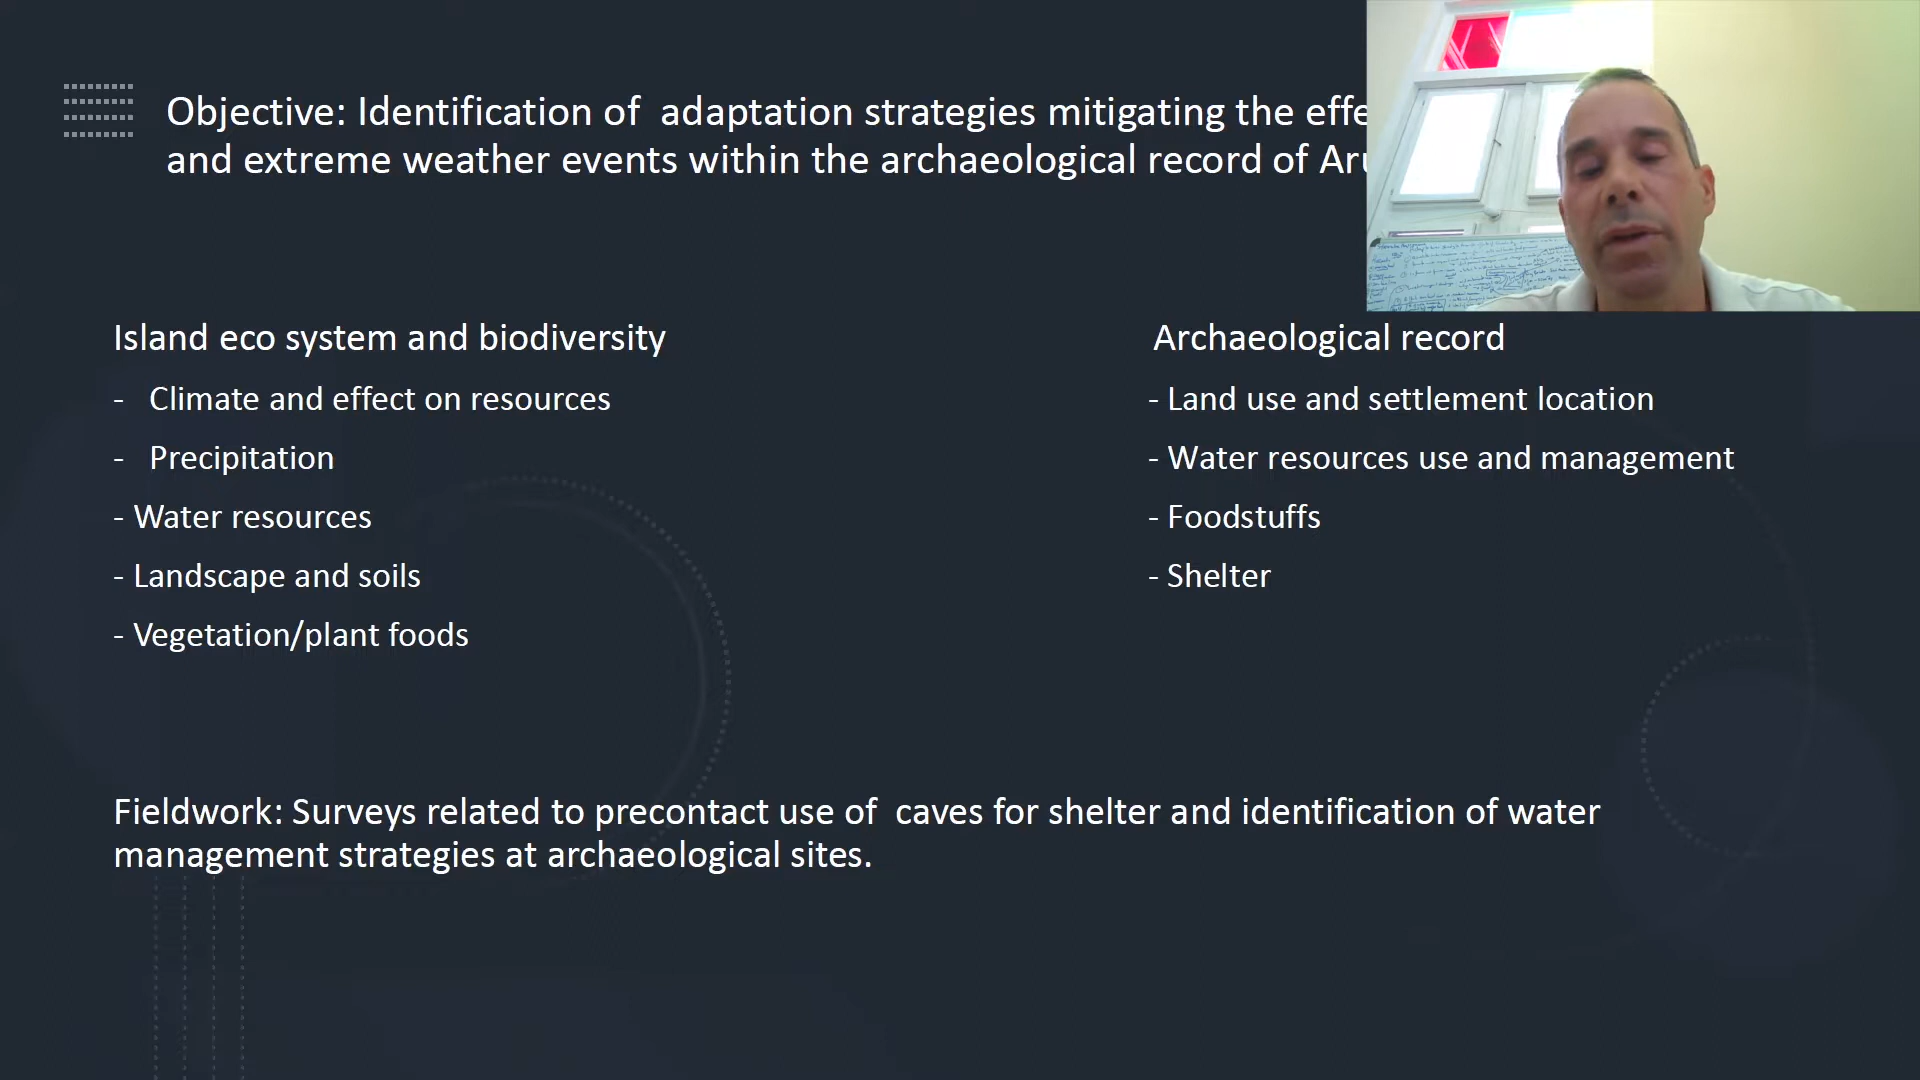 Objective: Identification of adaptation strategies mitigating the
and extreme weather events within the archaeological record of
Island eco system and biodiversity
- Climate and effect on resources
- Precipitation
- Water resources
- Landscape and soils
- Vegetation/plant foods
Archaeological record
- Land use and settlement location
- Water resources use and management
- Foodstuffs
- Shelter
Fieldwork: Surveys related to precontact use of caves for shelter and identification of water
management strategies at archaeological sites.